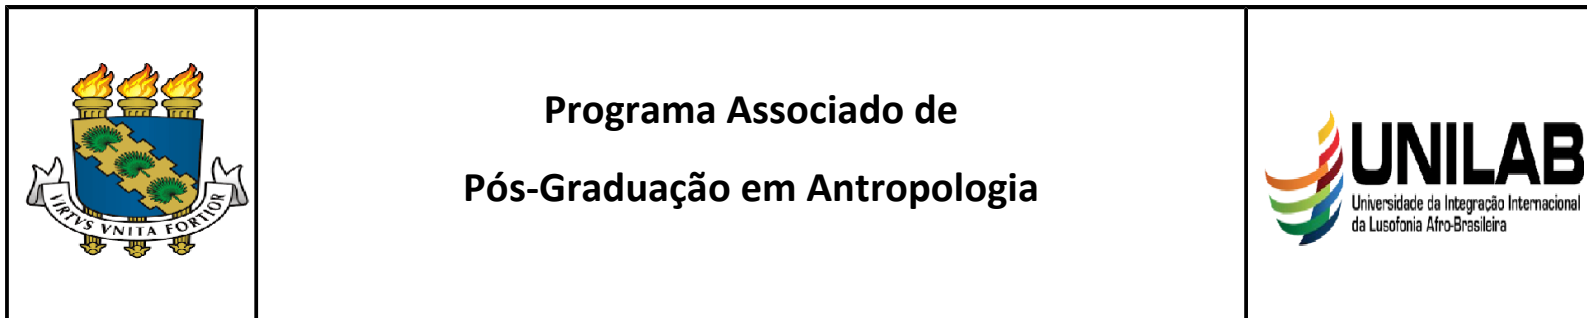 VIRTVS VNITA FORTIOR
Programa Associado de
Pós-Graduação em Antropologia
UNILAB
Universidade da Integração Internacional
da Lusofonia Afro-Brasileira